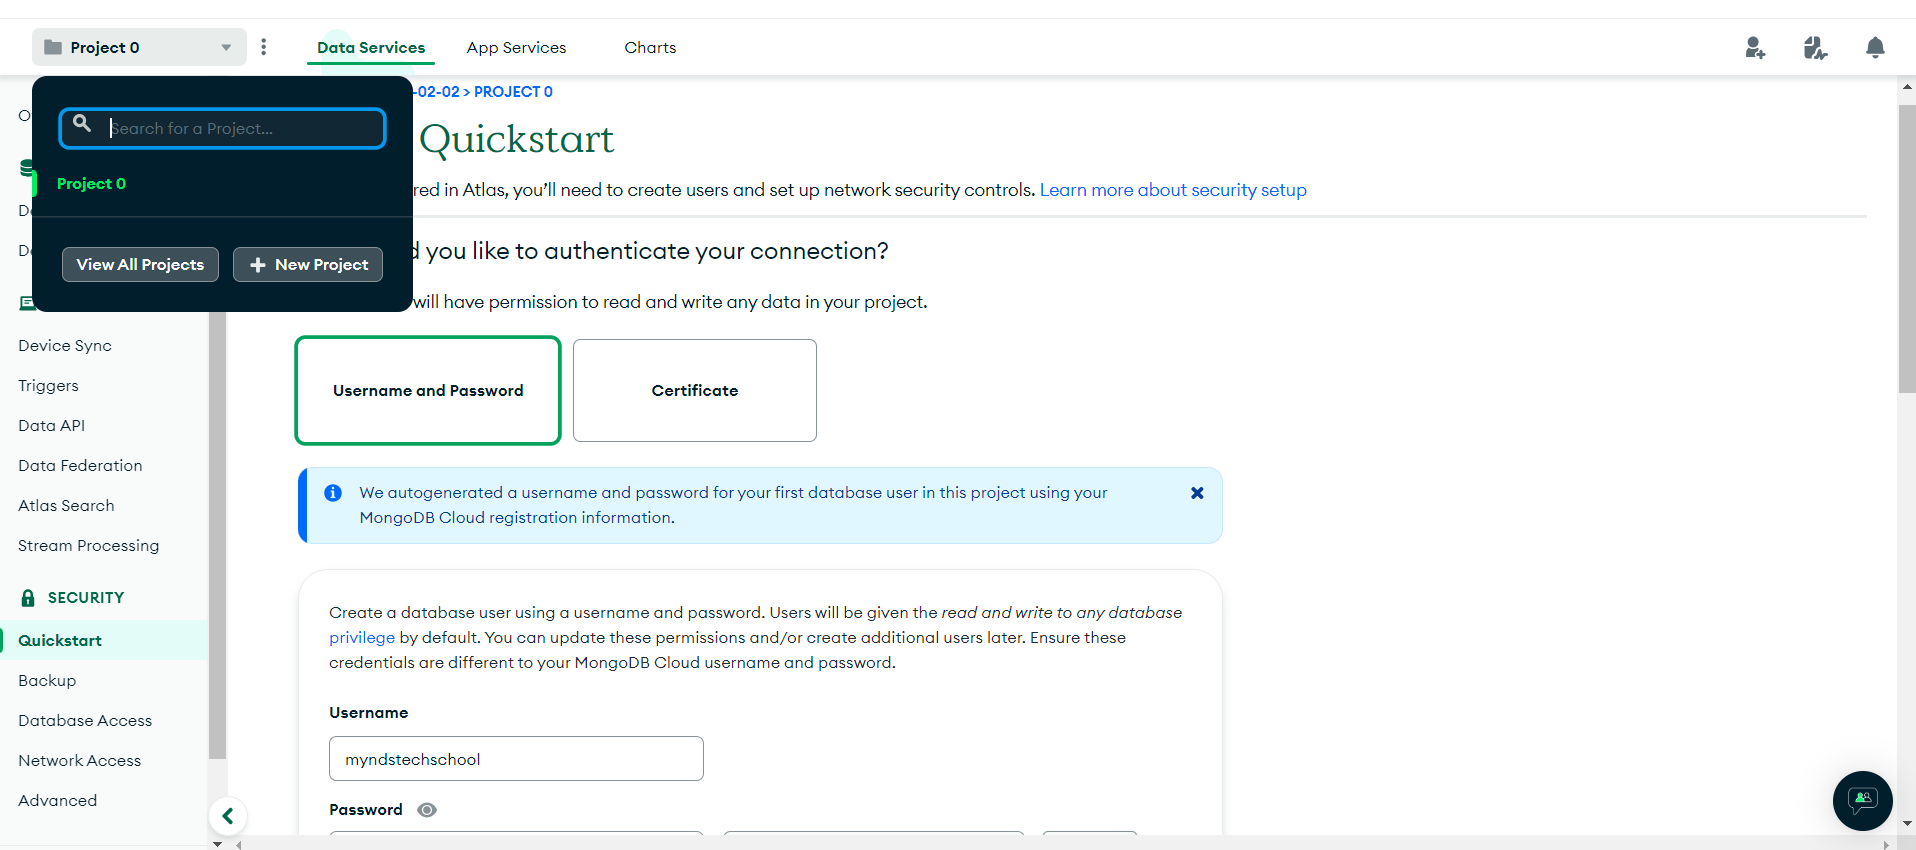 Project 0
Data Services
App Services
Charts
-02-02 > PROJECT 0
Search for a Project...
Quickstart
Project 0
red in Atlas, you'll need to create users and set up network security controls. Learn more about security setup
View All Projects
New Project
you like to authenticate your connection?
will have permission to read and write any data in your project.
Device Sync
Triggers
Data API
Data Federation
Atlas Search
Stream Processing
SECURITY
Quickstart
Backup
Database Access
Network Access
Advanced
Username and Password
Certificate
We autogenerated a username and password for your first database user in this project using your
MongoDB Cloud registration information.
Create a database user using a username and password. Users will be given the read and write to any database
privilege by default. You can update these permissions and/or create additional users later. Ensure these
credentials are different to your MongoDB Cloud username and password.
Username
myndstechschool
Password